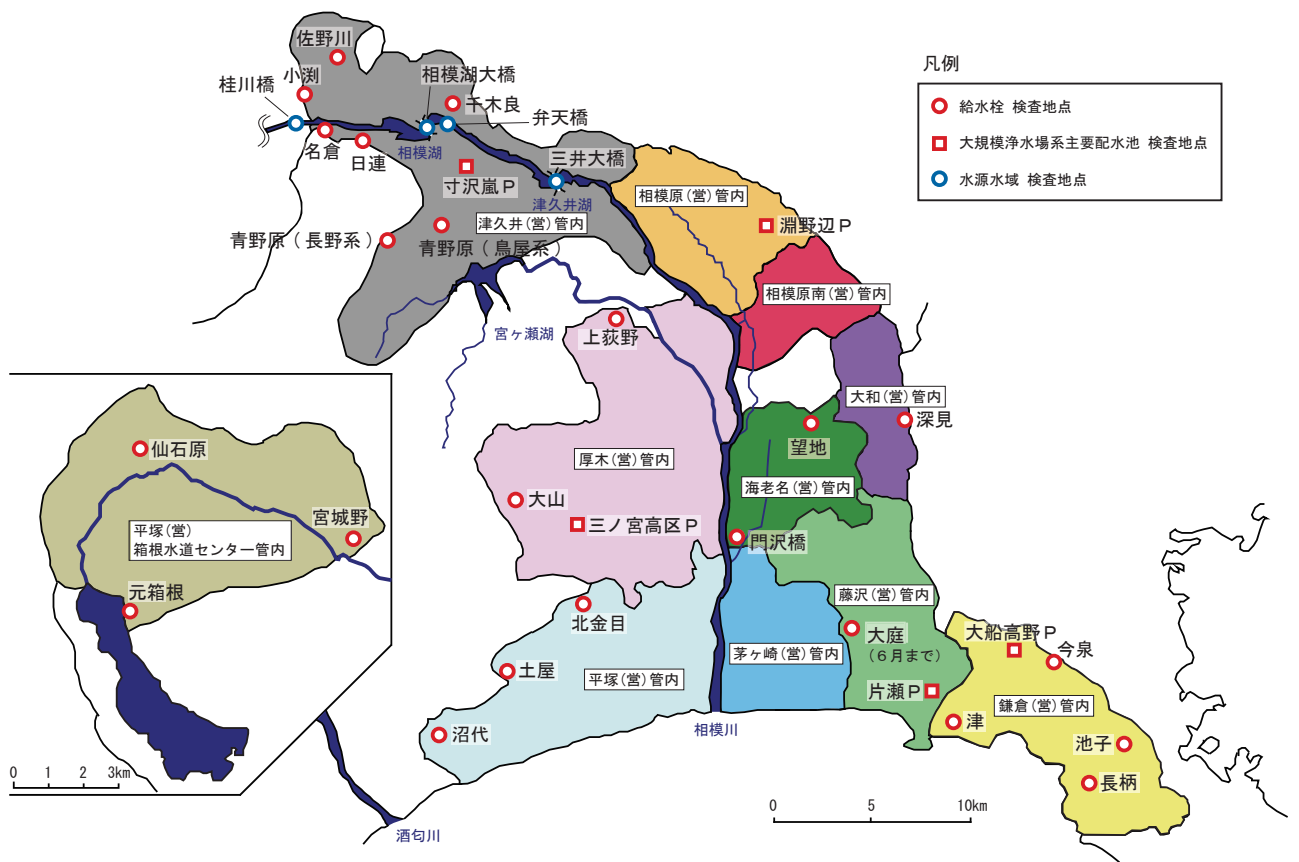 佐野川
小渕
桂川橋
相模湖大橋
千木良
弁天橋
名倉
日連
相模湖
三井大橋
寸沢嵐P
津久井湖
津久井(営)管内
青野原(長野系)
青野原(鳥屋系)
宮ヶ瀬湖
凡例
給水栓 検査地点
大規模浄水場系主要配水池 検査地点
水源水域 検査地点
相模原(営)管内
淵野辺P
相模原南(営)管内
上荻野
大和(営)管内
深見
望地
海老名(営)管内
厚木(営)管内
大山
三ノ宮高区P
門沢橋
仙石原
宮城野
平塚(営)
箱根水道センター管内
元箱根
0 1 2 3km
北金目
土屋
平塚(営)管内
沼代
藤沢(営)管内
大庭
(6月まで)
茅ヶ崎(営)管内
片瀬P
大船高野P
今泉
鎌倉(営)管内
津
池子
長柄
相模川
酒匂川
0 5 10km